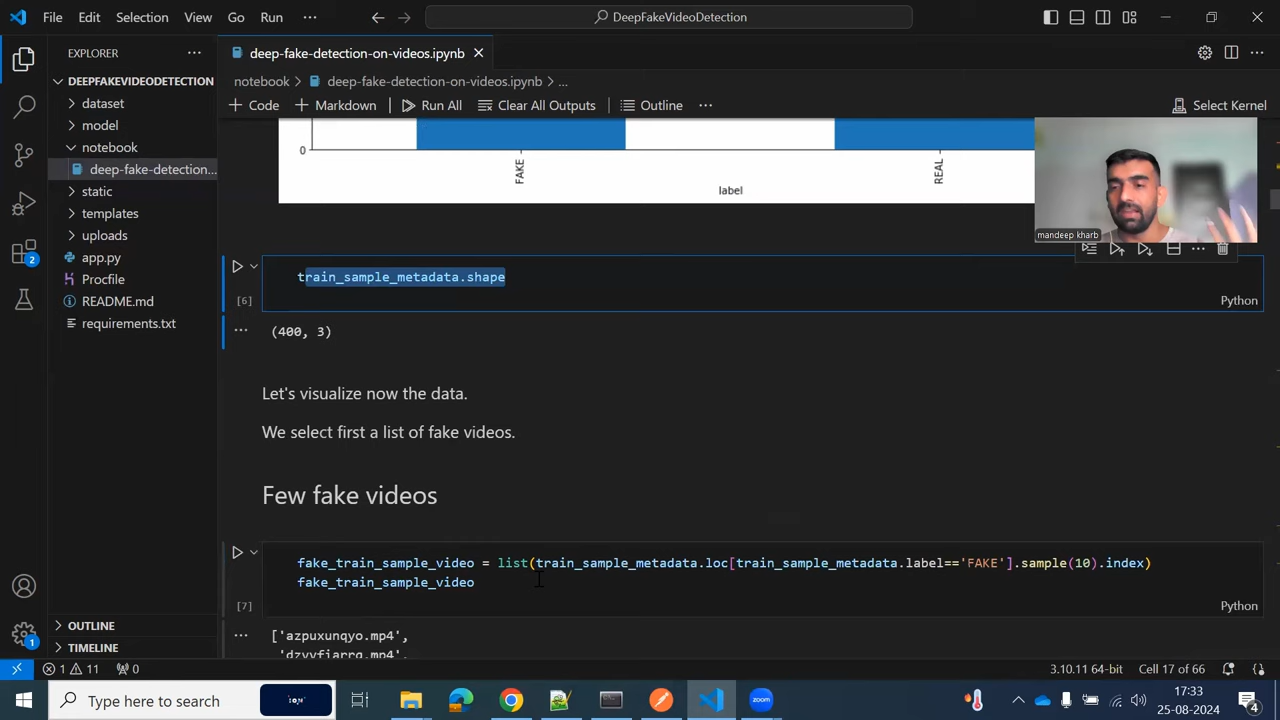 File Edit Selection View Go Run
DeepFakeVideoDetection
EXPLORER
deep-fake-detection-on-videos.ipynb
DEEPFAKEVIDEODETECTION
notebook > deep-fake-detection-on-videos.ipynb > ...
dataset
Code Markdown Run All Clear All Outputs Outline
Select Kernel
model
notebook
deep-fake-detection...
static
templates
uploads
app.py
Procfile
README.md
requirements.txt
0
FAKE
REAL
label
mandeep kharb
train_sample_metadata.shape
[6]
Python
(400, 3)
Let's visualize now the data.
We select first a list of fake videos.
Few fake videos
fake_train_sample_video = list(train_sample_metadata.loc[train_sample_metadata.label=='FAKE'].sample(10).index)
fake_train_sample_video
[7]
Python
['azpuxunqyo.mp4',
OUTLINE
TIMELINE
1 11 0
3.10.11 64-bit Cell 17 of 66
2
1
Type here to search
17:33
25-08-2024
4